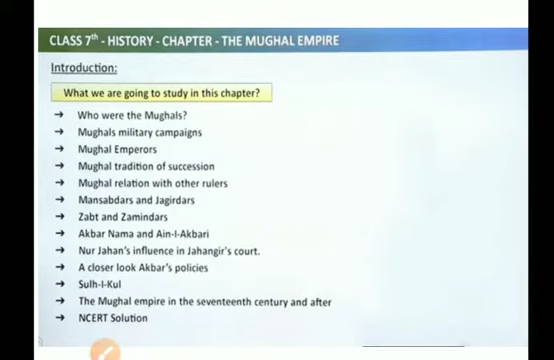 CLASS 7th - HISTORY - CHAPTER - THE MUGHAL EMPIRE
Introduction:
What we are going to study in this chapter?
→ Who were the Mughals?
→ Mughals military campaigns
→ Mughal Emperors
→ Mughal tradition of succession
→ Mughal relation with other rulers
→ Mansabdars and Jagirdars
→ Zabt and Zamindars
→ Akbar Nama and Ain-I-Akbari
→ Nur Jahan's influence in Jahangir's court.
→ A closer look Akbar's policies
→ Sulh-I-Kul
→ The Mughal empire in the seventeenth century and after
→ NCERT Solution